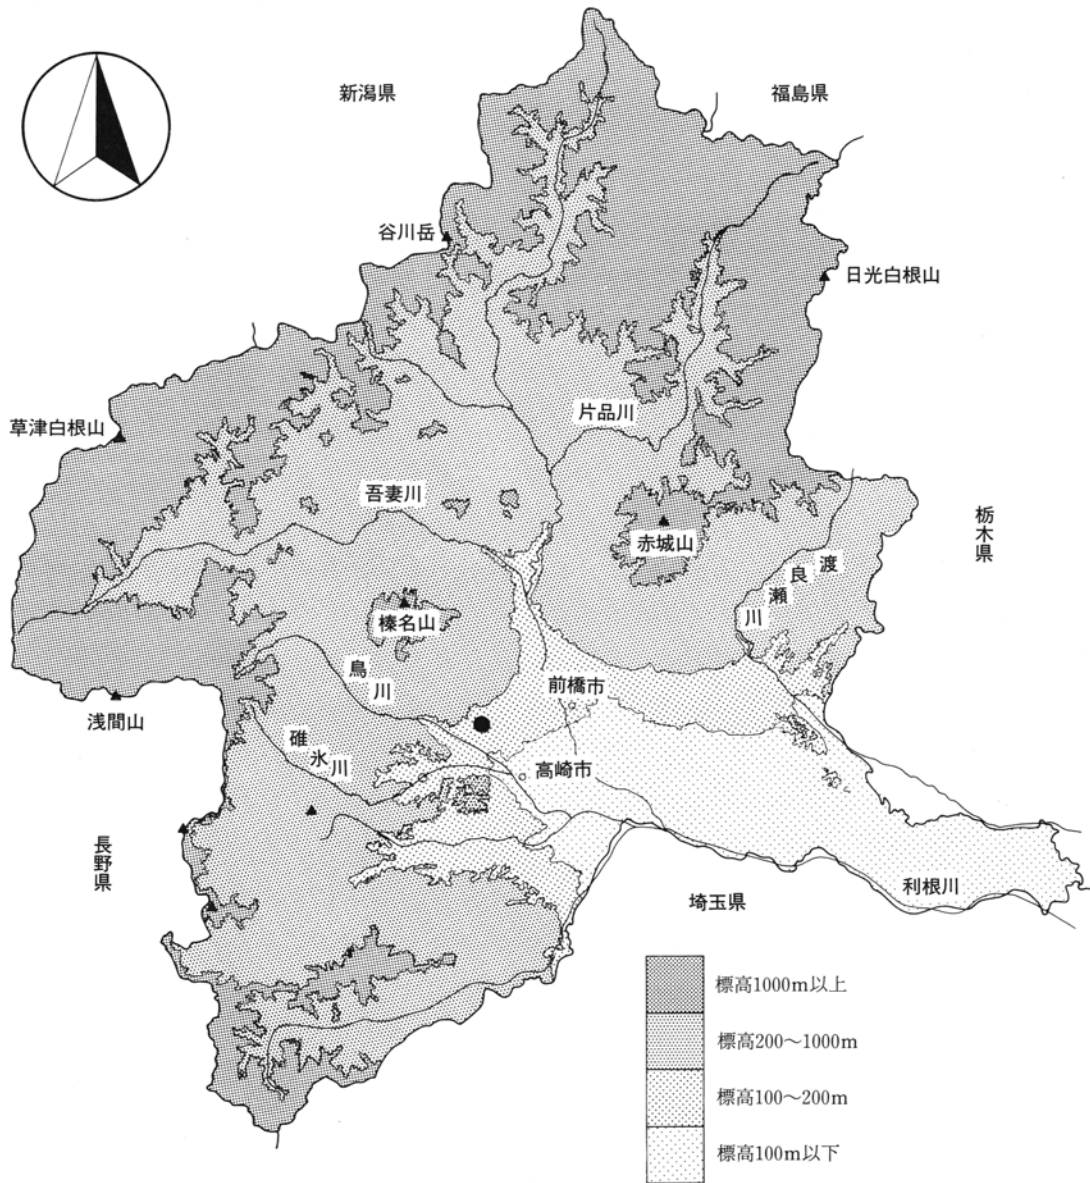 新潟県
福島県
谷川岳
日光白根山
草津白根山
片品川
吾妻川
栃木県
赤城山
渡良瀬川
榛名山
烏川
前橋市
浅間山
碓氷川
高崎市
長野県
利根川
埼玉県
標高1000m以上
標高200〜1000m
標高100〜200m
標高100m以下